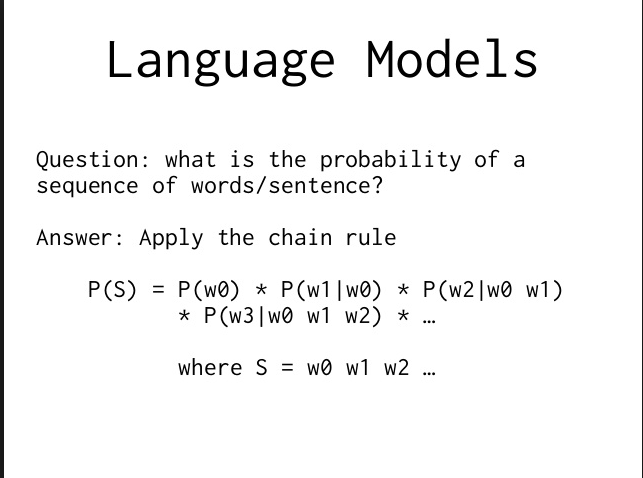 Language Models
Question: what is the probability of a
sequence of words/sentence?
Answer: Apply the chain rule
P(S) = P(w0) * P(w1|w0) * P(w2|w0 w1)
* P(w3|w0 w1 w2) * …
where S = w0 w1 w2 …